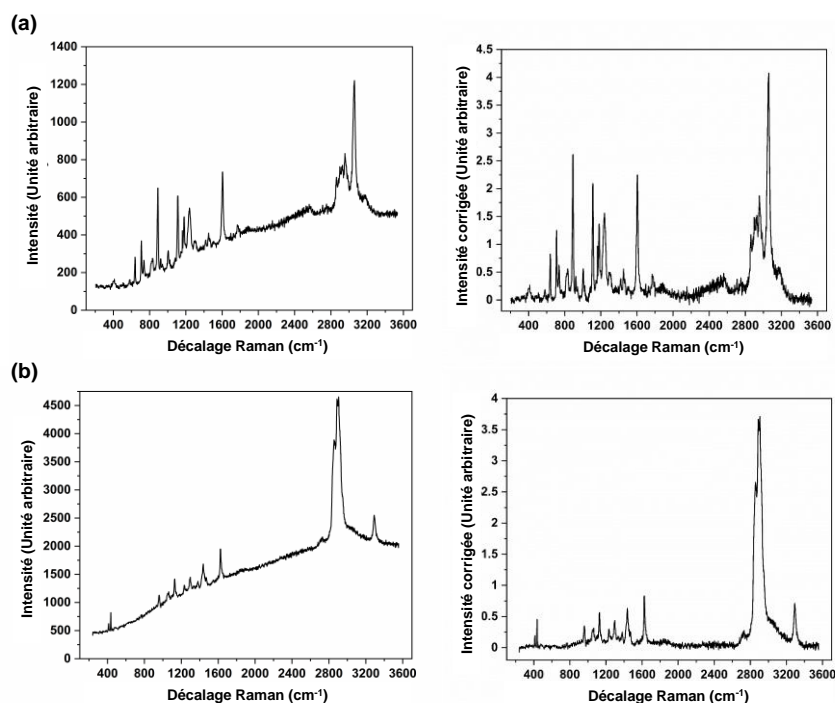 (a)
1400
1200
1000
800
600
400
200
0
400 800 1200 1600 2000 2400 2800 3200 3600
Intensité (Unité arbitraire)
Décalage Raman (cm-1)
4.5
4
3.5
3
2.5
2
1.5
1
0.5
0
400 800 1200 1600 2000 2400 2800 3200 3600
Intensité corrigée (Unité arbitraire)
Décalage Raman (cm-1)
(b)
4500
4000
3500
3000
2500
2000
1500
1000
500
0
400 800 1200 1600 2000 2400 2800 3200 3600
Intensité (Unité arbitraire)
Décalage Raman (cm-1)
4
3.5
3
2.5
2
1.5
1
0.5
0
400 800 1200 1600 2000 2400 2800 3200 3600
Intensité corrigée (Unité arbitraire)
Décalage Raman (cm-1)